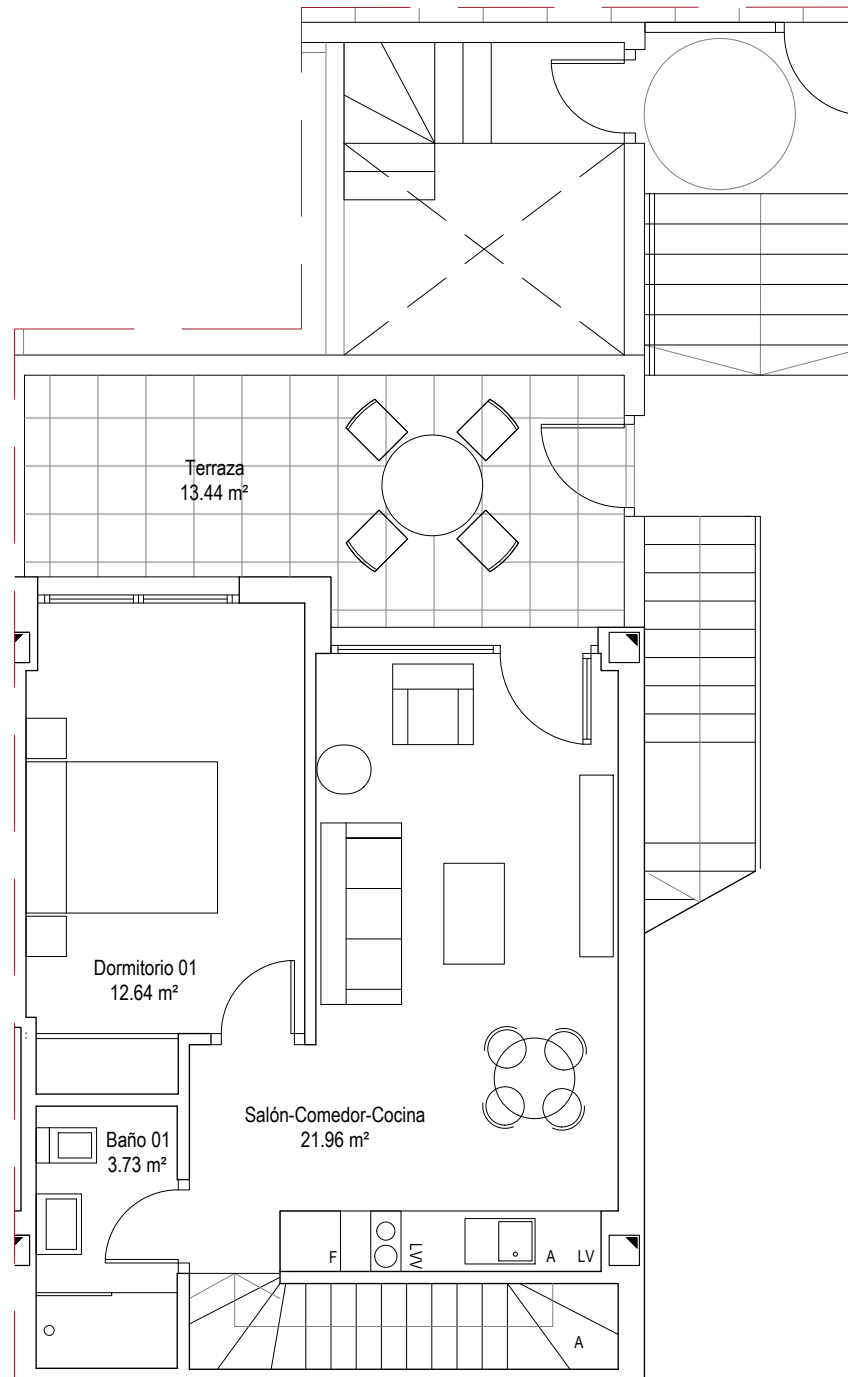 Terraza
13.44 m²
Dormitorio 01
12.64 m²
Salón-Comedor-Cocina
21.96 m²
Baño 01
3.73 m²
F
LVV
A
LV
A